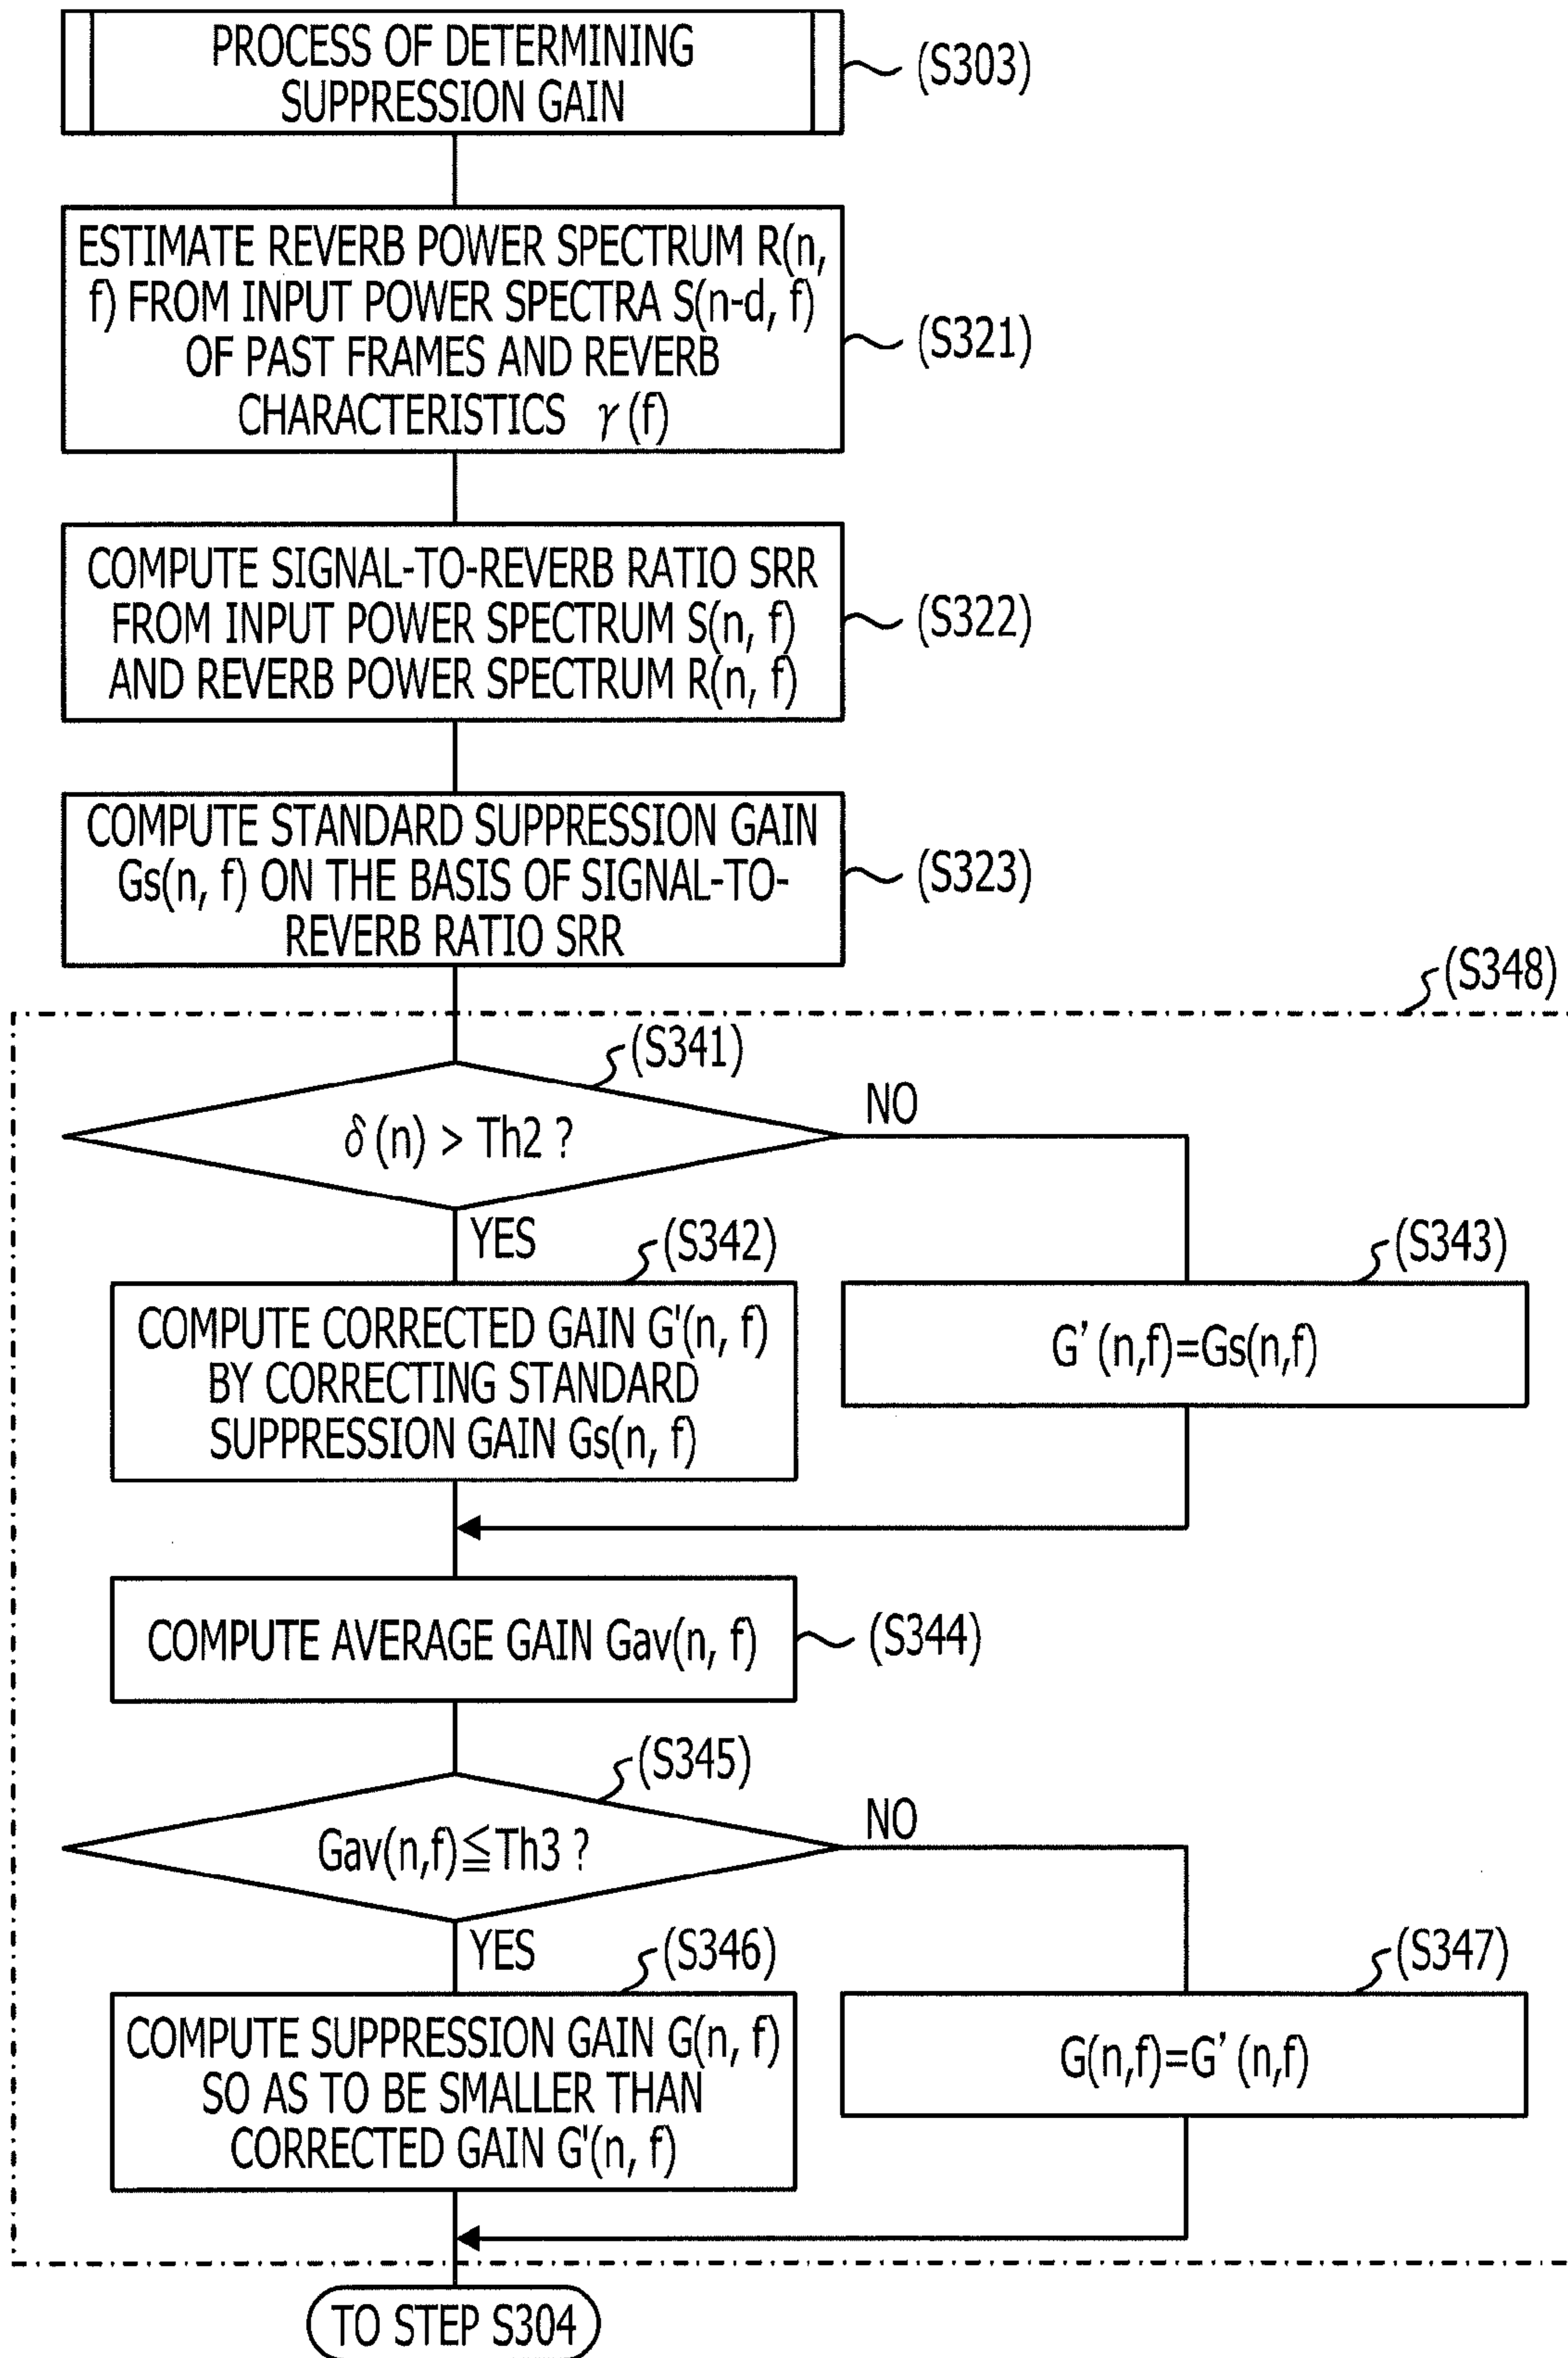 PROCESS OF DETERMINING
SUPPRESSION GAIN
(S303)
ESTIMATE REVERB POWER SPECTRUM R(n,
f) FROM INPUT POWER SPECTRA S(n-d, f)
OF PAST FRAMES AND REVERB
CHARACTERISTICS γ(f)
(S321)
COMPUTE SIGNAL-TO-REVERB RATIO SRR
FROM INPUT POWER SPECTRUM S(n, f)
AND REVERB POWER SPECTRUM R(n, f)
(S322)
COMPUTE STANDARD SUPPRESSION GAIN
Gs(n, f) ON THE BASIS OF SIGNAL-TO-
REVERB RATIO SRR
(S323)
(S348)
(S341)
δ(n) > Th2 ?
NO
YES
(S342)
COMPUTE CORRECTED GAIN G'(n, f)
BY CORRECTING STANDARD
SUPPRESSION GAIN Gs(n, f)
(S343)
G'(n,f)=Gs(n,f)
COMPUTE AVERAGE GAIN Gav(n, f)
(S344)
(S345)
Gav(n,f)≦Th3 ?
NO
YES
(S346)
COMPUTE SUPPRESSION GAIN G(n, f)
SO AS TO BE SMALLER THAN
CORRECTED GAIN G'(n, f)
(S347)
G(n,f)=G'(n,f)
TO STEP S304